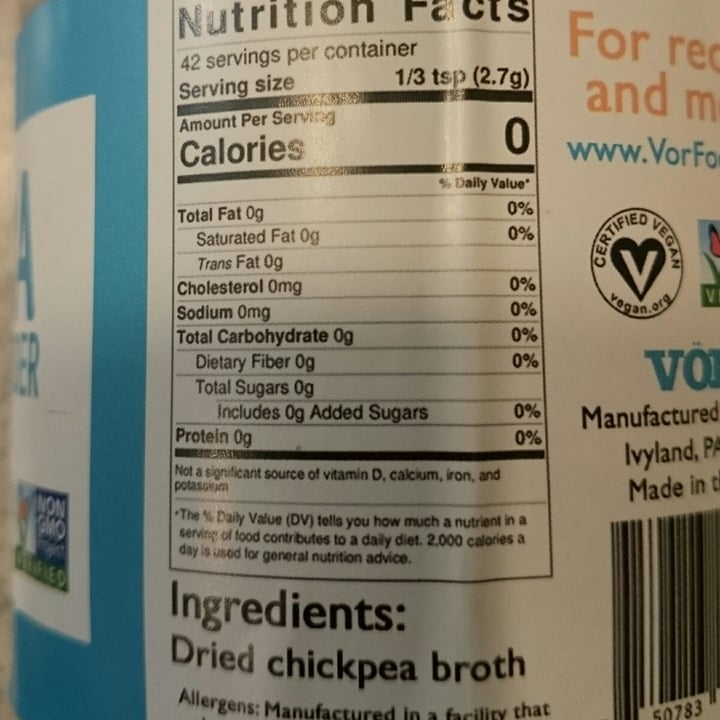 Nutrition Facts
42 servings per container
Serving size 1/3 tsp (2.7g)
Amount Per Serving
Calories 0
% Daily Value*
Total Fat 0g 0%
Saturated Fat 0g 0%
Trans Fat 0g
Cholesterol 0mg 0%
Sodium 0mg 0%
Total Carbohydrate 0g 0%
Dietary Fiber 0g 0%
Total Sugars 0g
Includes 0g Added Sugars 0%
Protein 0g 0%
Not a significant source of vitamin D, calcium, iron, and
potassium
*The % Daily Value (DV) tells you how much a nutrient in a
serving of food contributes to a daily diet. 2,000 calories a
day is used for general nutrition advice.
Ingredients:
Dried chickpea broth
Allergens: Manufactured in a facility that
For rec
and m
www.VorFo
CERTIFIED VEGAN
vegan.org
VÖ
Manufactured
Ivyland, PA
Made in t
50783
A
ER
NON
GMO
Project